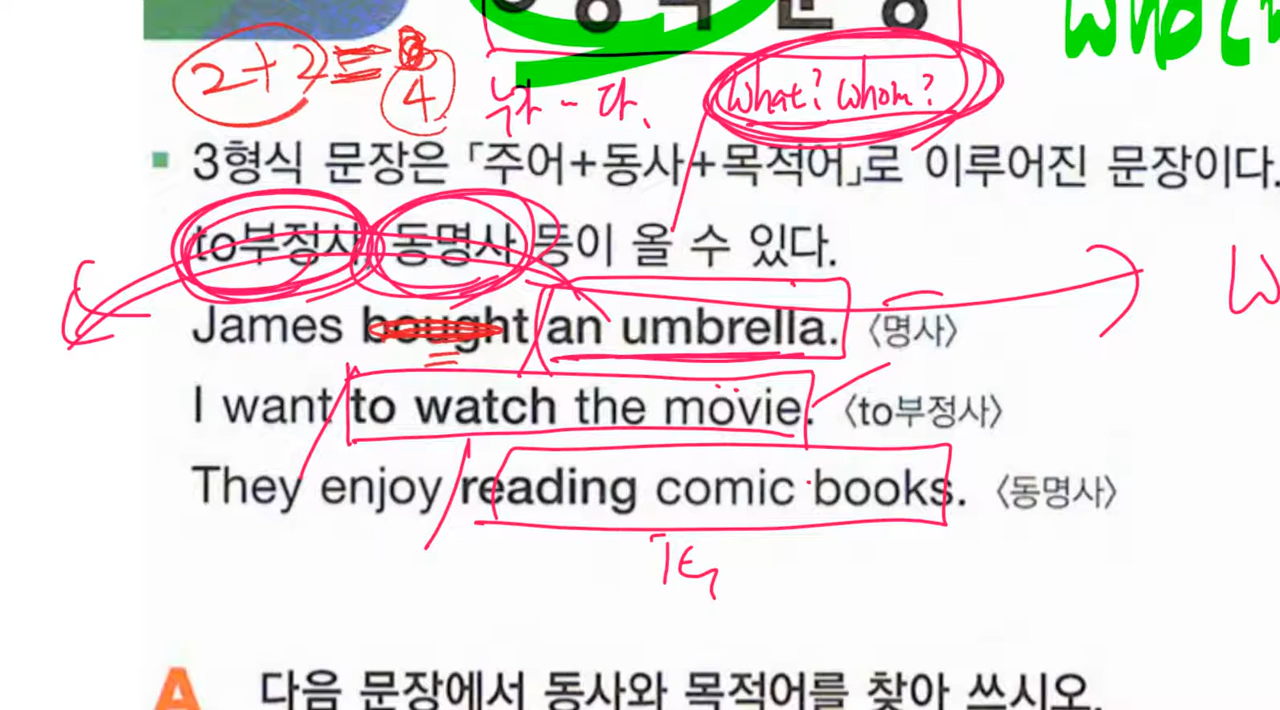 2+2=4
누가 - 다.
What? Whom?
3형식 문장은 「주어+동사+목적어」로 이루어진 문장이다.
to부정사, 동명사 등이 올 수 있다.
James bought an umbrella. 〈명사〉
I want to watch the movie. 〈to부정사〉
They enjoy reading comic books. 〈동명사〉
A 다음 문장에서 동사와 목적어를 찾아 쓰시오.